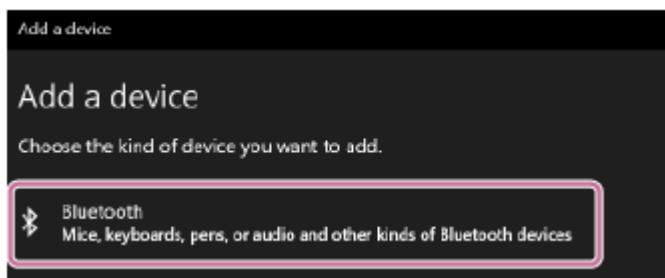 Add a device
Add a device
Choose the kind of device you want to add.
Bluetooth
Mice, keyboards, pens, or audio and other kinds of Bluetooth devices